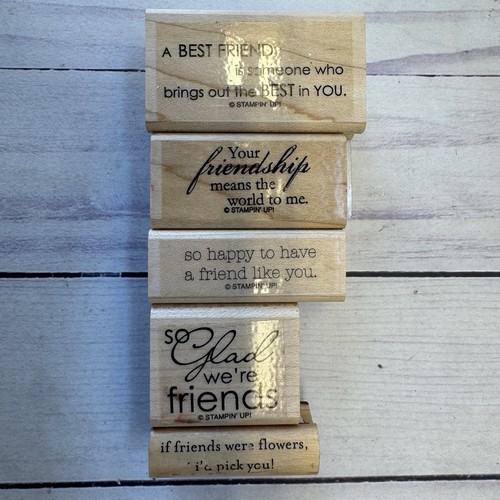 A BEST FRIEND
is someone who
brings out the BEST in YOU.
© STAMPIN' UP!
Your
friendship
means the
world to me.
© STAMPIN' UP!
so happy to have
a friend like you.
© STAMPIN' UP!
so
Glad
we're
friends
© STAMPIN' UP!
if friends were flowers,
i'd pick you!